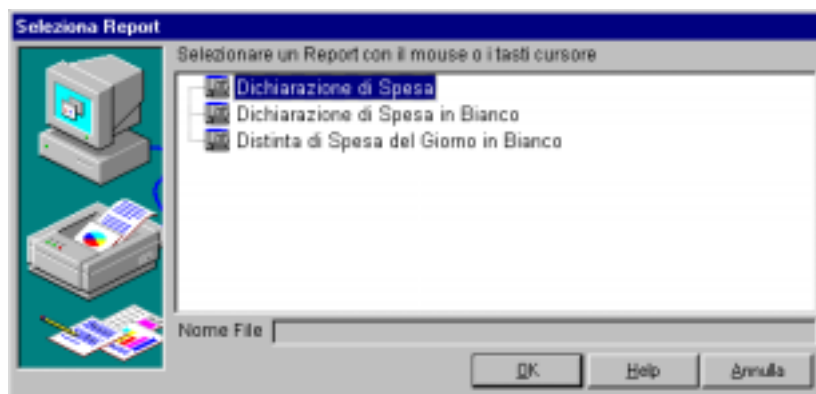 Seleziona Report
Selezionare un Report con il mouse o i tasti cursore
Dichiarazione di Spesa
Dichiarazione di Spesa in Bianco
Distinta di Spesa del Giorno in Bianco
Nome File
OK Help Annulla